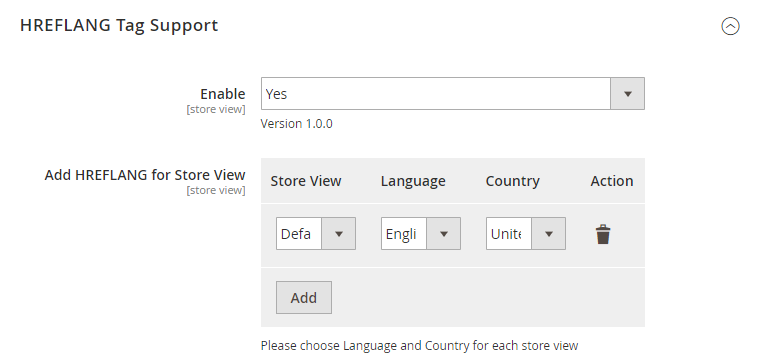 HREFLANG Tag Support
Enable
[store view]
Yes
Version 1.0.0
Add HREFLANG for Store View
[store view]
Store View Language Country Action
Defa Engli Unite
Add
Please choose Language and Country for each store view